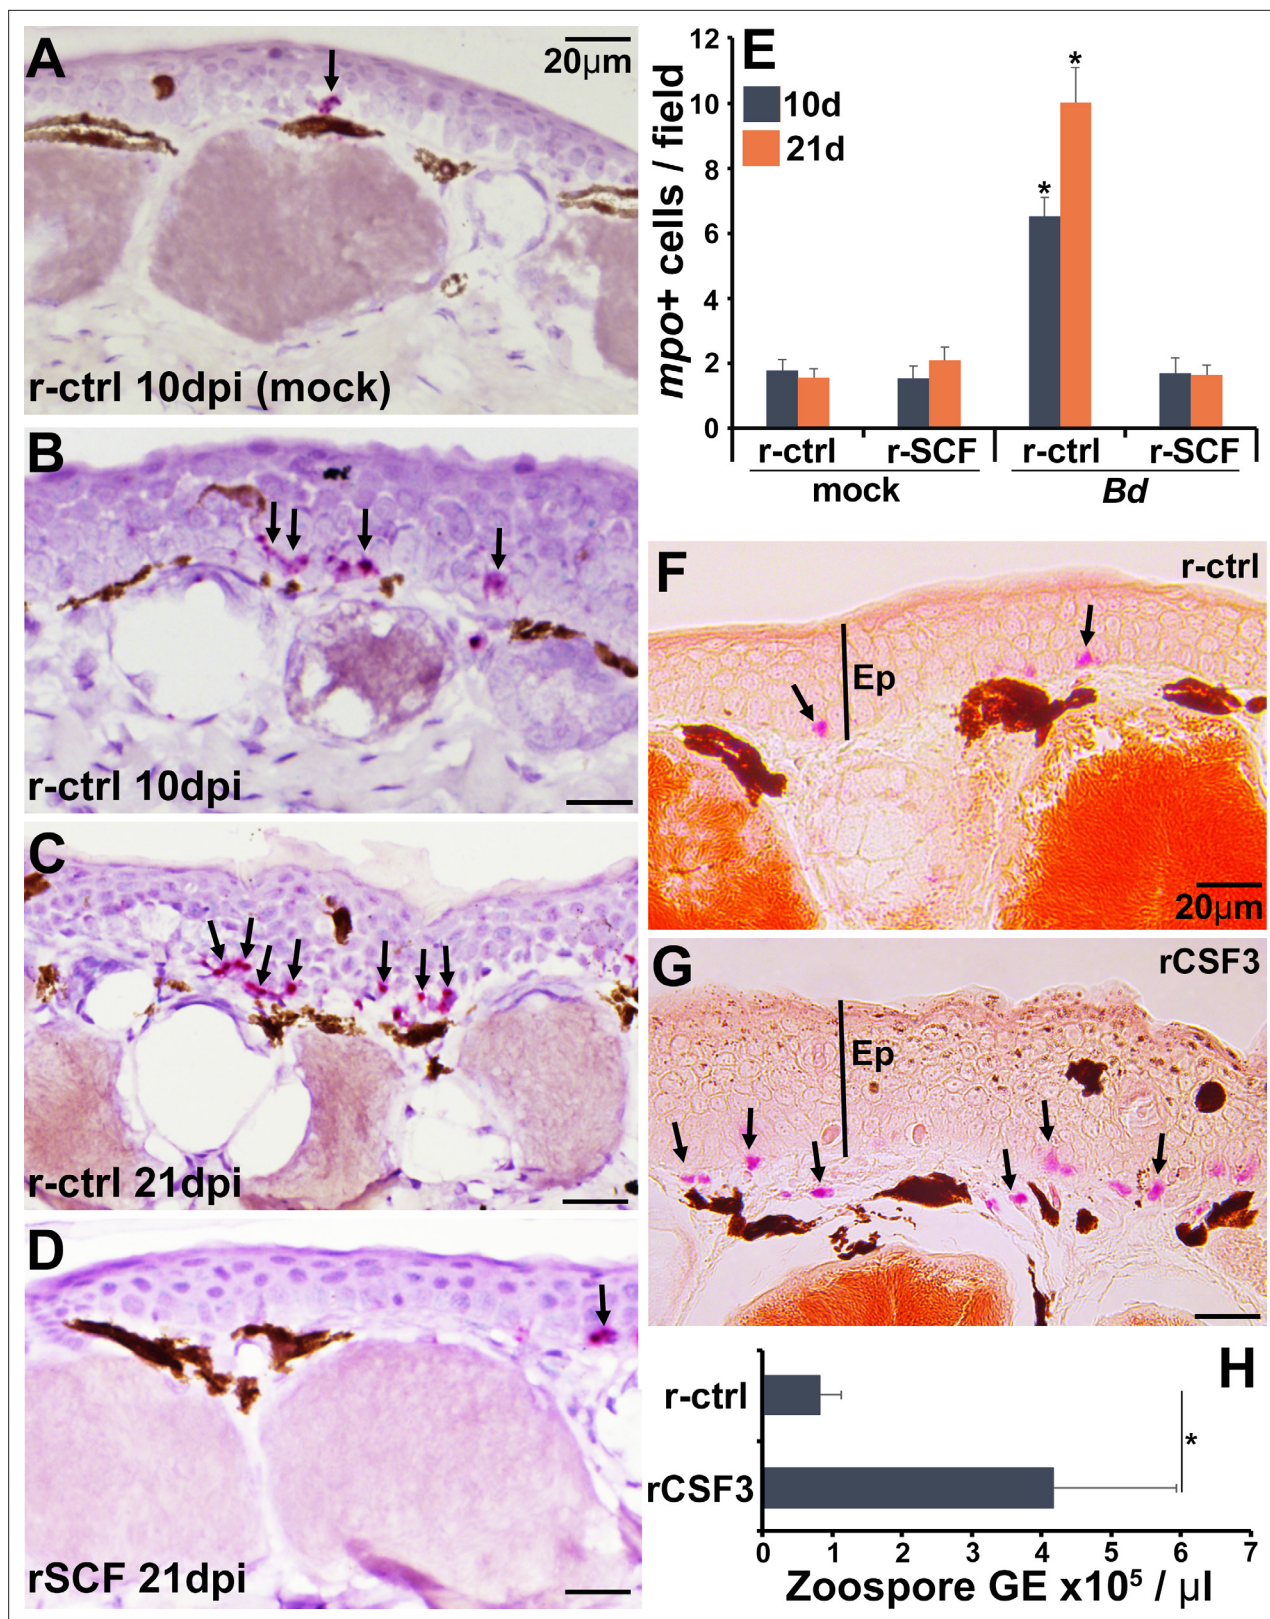 A
20µm
r-ctrl 10dpi (mock)
B
r-ctrl 10dpi
C
r-ctrl 21dpi
D
rSCF 21dpi
E
mpo+ cells / field
12
10
8
6
4
2
0
10d
21d
*
*
r-ctrl r-SCF r-ctrl r-SCF
mock Bd
F
r-ctrl
Ep
20µm
G
rCSF3
Ep
H
r-ctrl
rCSF3
*
0 1 2 3 4 5 6 7
Zoospore GE x10⁵ / µl